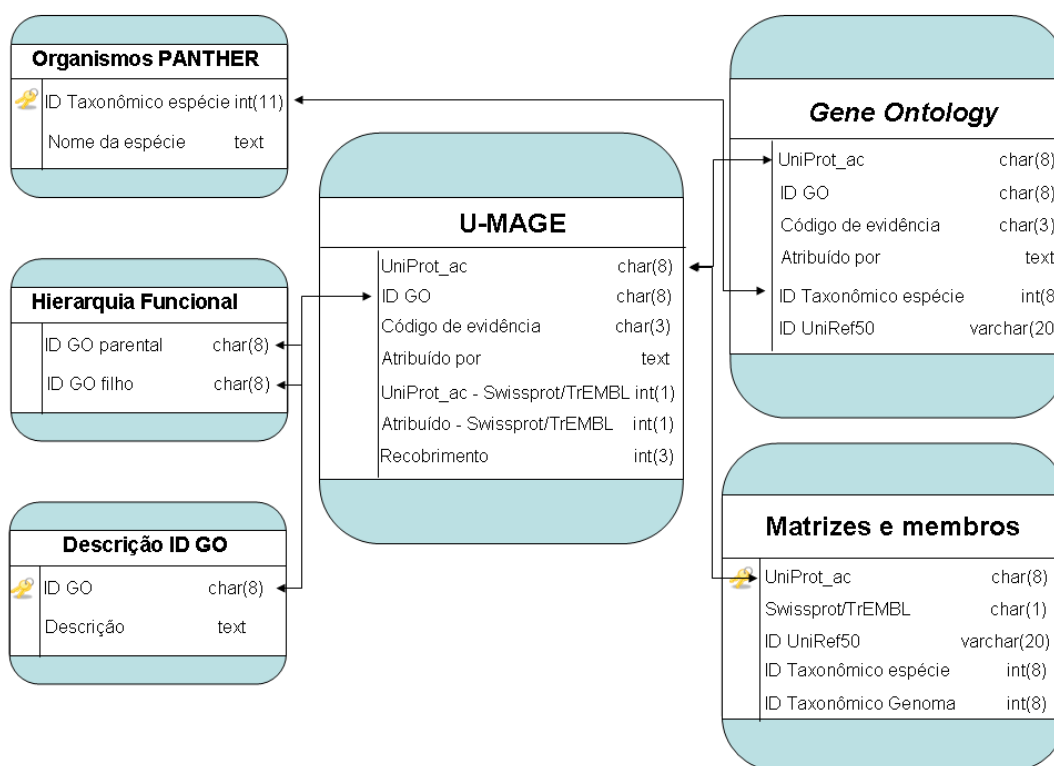 Organismos PANTHER
ID Taxonômico espécie int(11)
Nome da espécie text
Hierarquia Funcional
ID GO parental char(8)
ID GO filho char(8)
Descrição ID GO
ID GO char(8)
Descrição text
U-MAGE
UniProt_ac char(8)
ID GO char(8)
Código de evidência char(3)
Atribuído por text
UniProt_ac - Swissprot/TrEMBL int(1)
Atribuído - Swissprot/TrEMBL int(1)
Recobrimento int(3)
Gene Ontology
UniProt_ac char(8)
ID GO char(8)
Código de evidência char(3)
Atribuído por text
ID Taxonômico espécie int(8
ID UniRef50 varchar(20
Matrizes e membros
UniProt_ac char(8)
Swissprot/TrEMBL char(1)
ID UniRef50 varchar(20)
ID Taxonômico espécie int(8)
ID Taxonômico Genoma int(8)